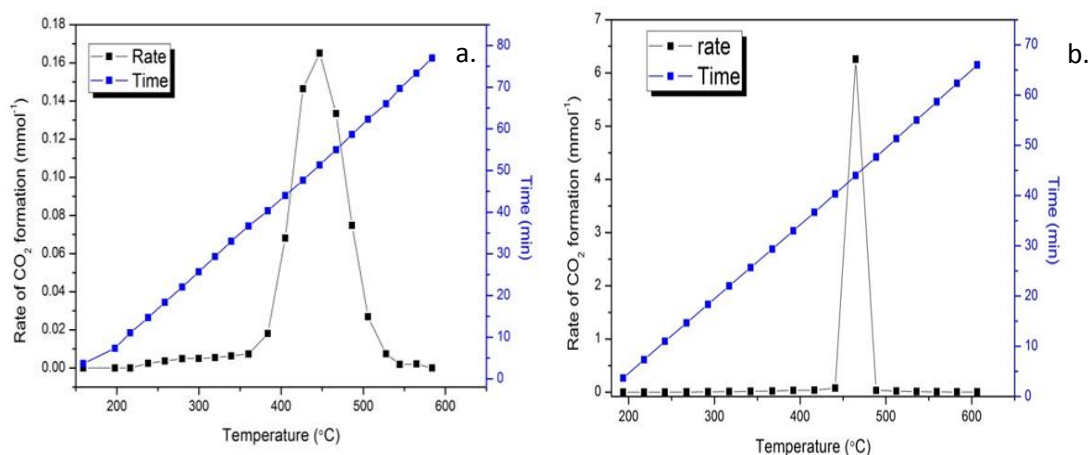 a.
Rate
Time
0.18
0.16
0.14
0.12
0.10
0.08
0.06
0.04
0.02
0.00
Rate of CO₂ formation (mmol⁻¹)
80
70
60
50
40
30
20
10
0
Time (min)
200 300 400 500 600
Temperature (°C)
b.
rate
Time
7
6
5
4
3
2
1
0
Rate of CO₂ formation (mmol⁻¹)
70
60
50
40
30
20
10
0
Time (min)
200 300 400 500 600
Temperature (°C)